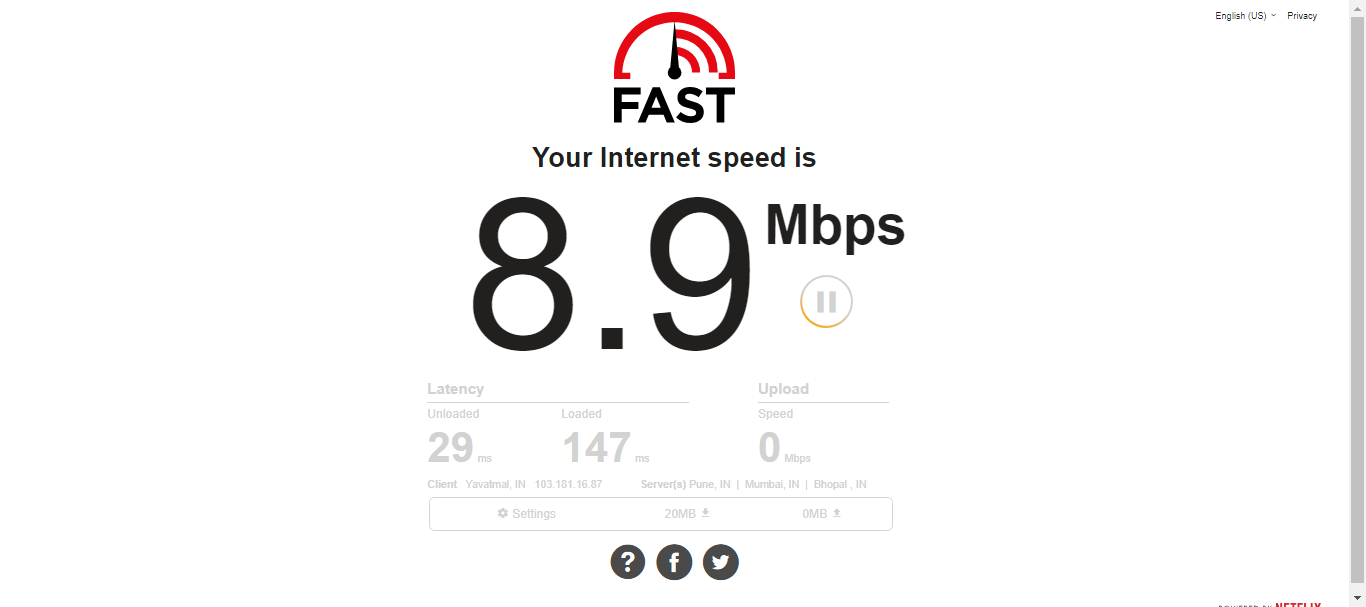 English (US) Privacy
FAST
Your Internet speed is
8.9 Mbps
Latency Upload
Unloaded Loaded Speed
29 ms 147 ms 0 Mbps
Client Yavatmal, IN 103.181.16.87 Server(s) Pune, IN | Mumbai, IN | Bhopal , IN
Settings 20MB 0MB
POWERED BY NETFLIX